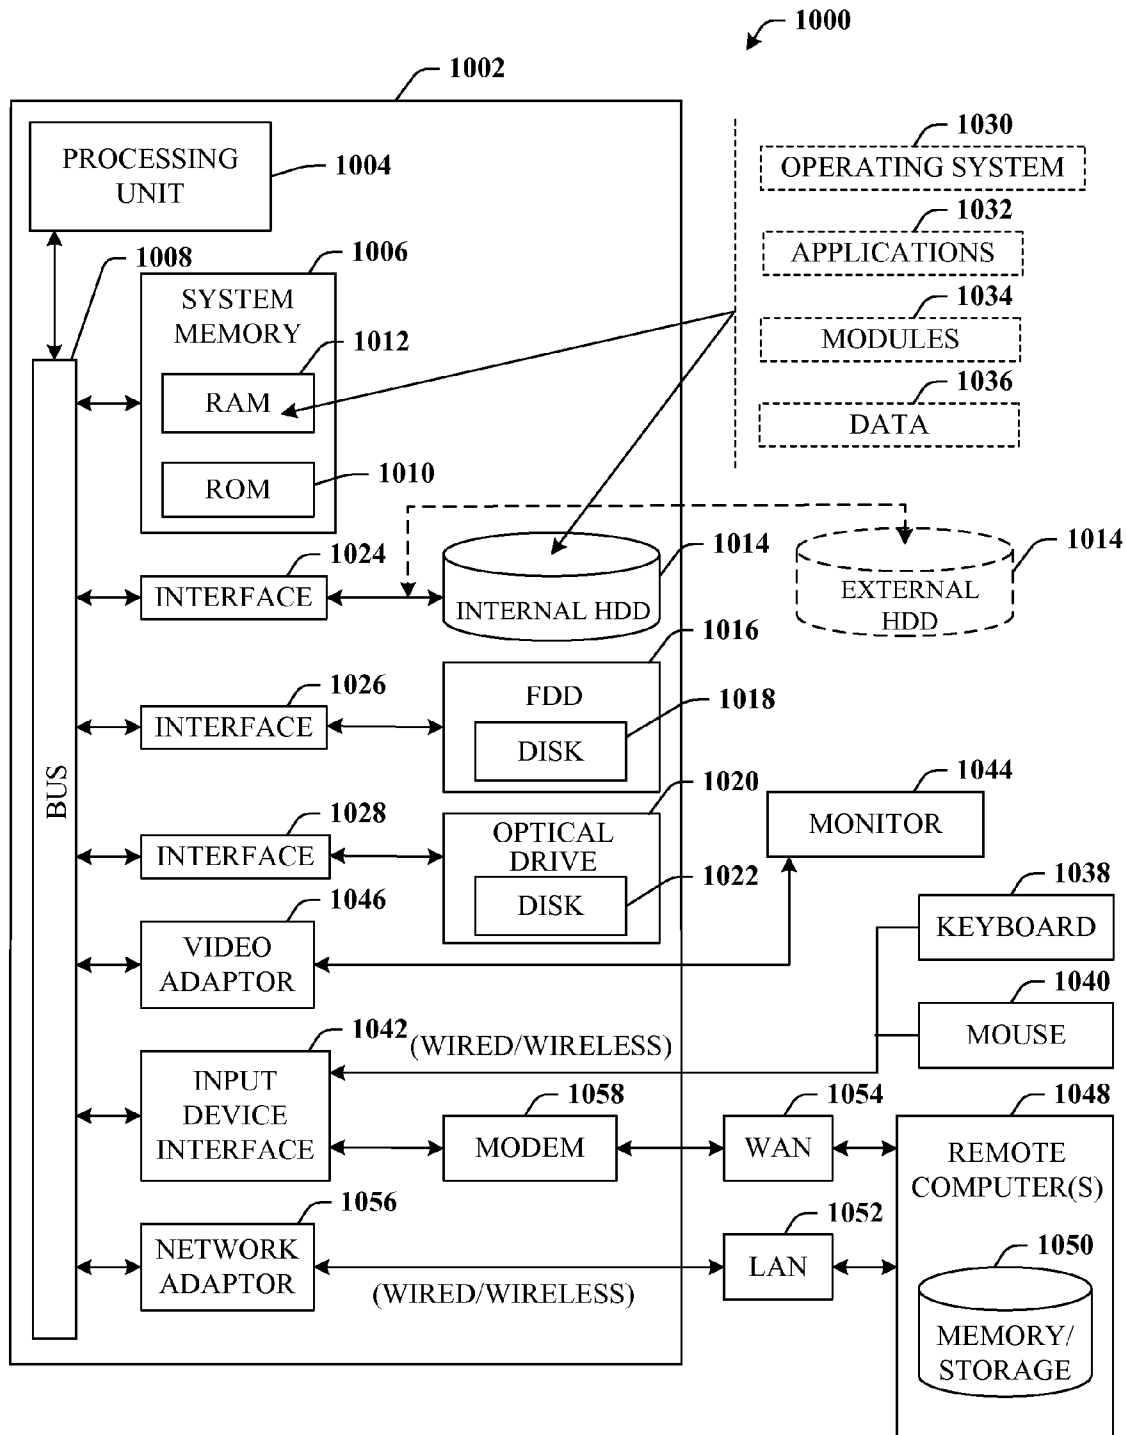 1000
1002
PROCESSING
UNIT
1004
1030
OPERATING SYSTEM
1032
APPLICATIONS
1034
MODULES
1036
DATA
1008
1006
SYSTEM
MEMORY
1012
RAM
1010
ROM
1024
INTERFACE
1014
INTERNAL HDD
1014
EXTERNAL
HDD
1016
FDD
1026
INTERFACE
1018
DISK
BUS
1020
OPTICAL
DRIVE
1028
INTERFACE
1022
DISK
1044
MONITOR
1046
VIDEO
ADAPTOR
1038
KEYBOARD
1040
MOUSE
1042
(WIRED/WIRELESS)
INPUT
DEVICE
INTERFACE
1058
MODEM
1054
WAN
1048
REMOTE
COMPUTER(S)
1056
NETWORK
ADAPTOR
(WIRED/WIRELESS)
1052
LAN
1050
MEMORY/
STORAGE